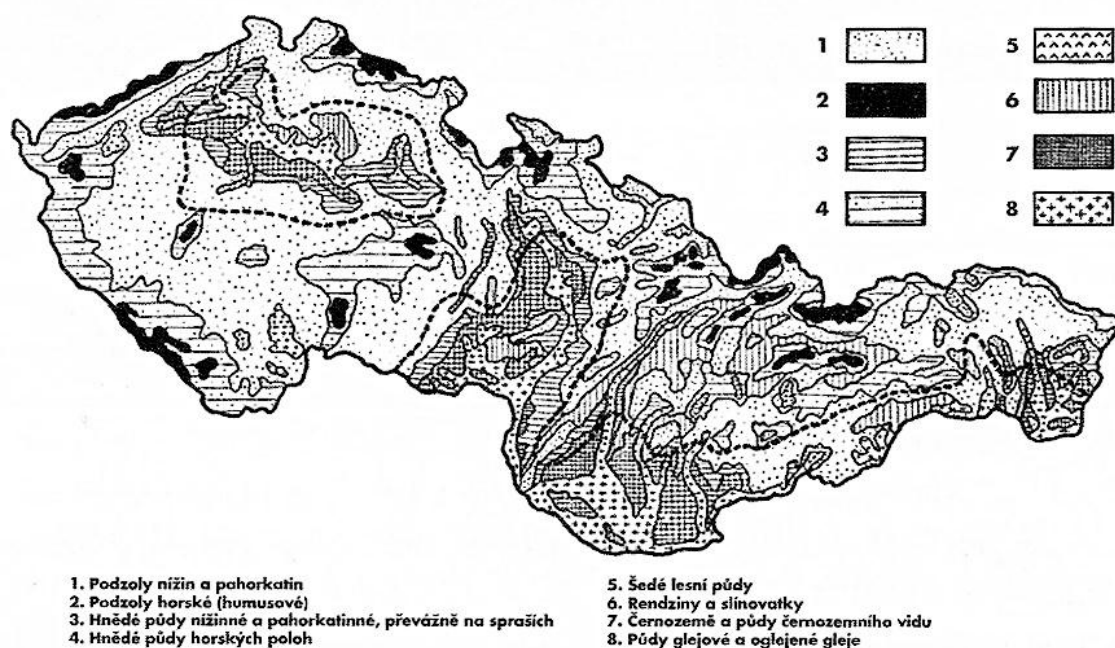 1 5
2 6
3 7
4 8
1. Podzoly nížin a pahorkatin
2. Podzoly horské (humusové)
3. Hnědé půdy nížinné a pahorkatinné, převážně na spraších
4. Hnědé půdy horských poloh
5. Šedé lesní půdy
6. Rendziny a slínovatky
7. Černozemě a půdy černozemního vidu
8. Půdy glejové a oglejené gleje